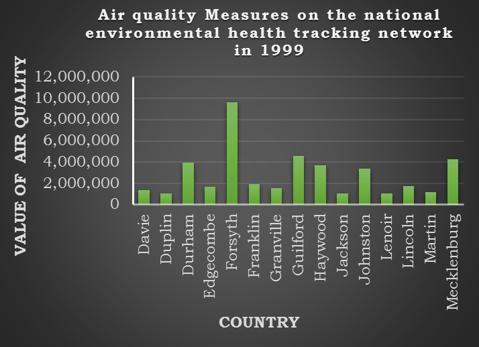 Air quality Measures on the national
environmental health tracking network
in 1999
VALUE OF  AIR QUALITY
12,000,000
10,000,000
8,000,000
6,000,000
4,000,000
2,000,000
0
Davie
Duplin
Durham
Edgecombe
Forsyth
Franklin
Granville
Guilford
Haywood
Jackson
Johnston
Lenoir
Lincoln
Martin
Mecklenburg
COUNTRY